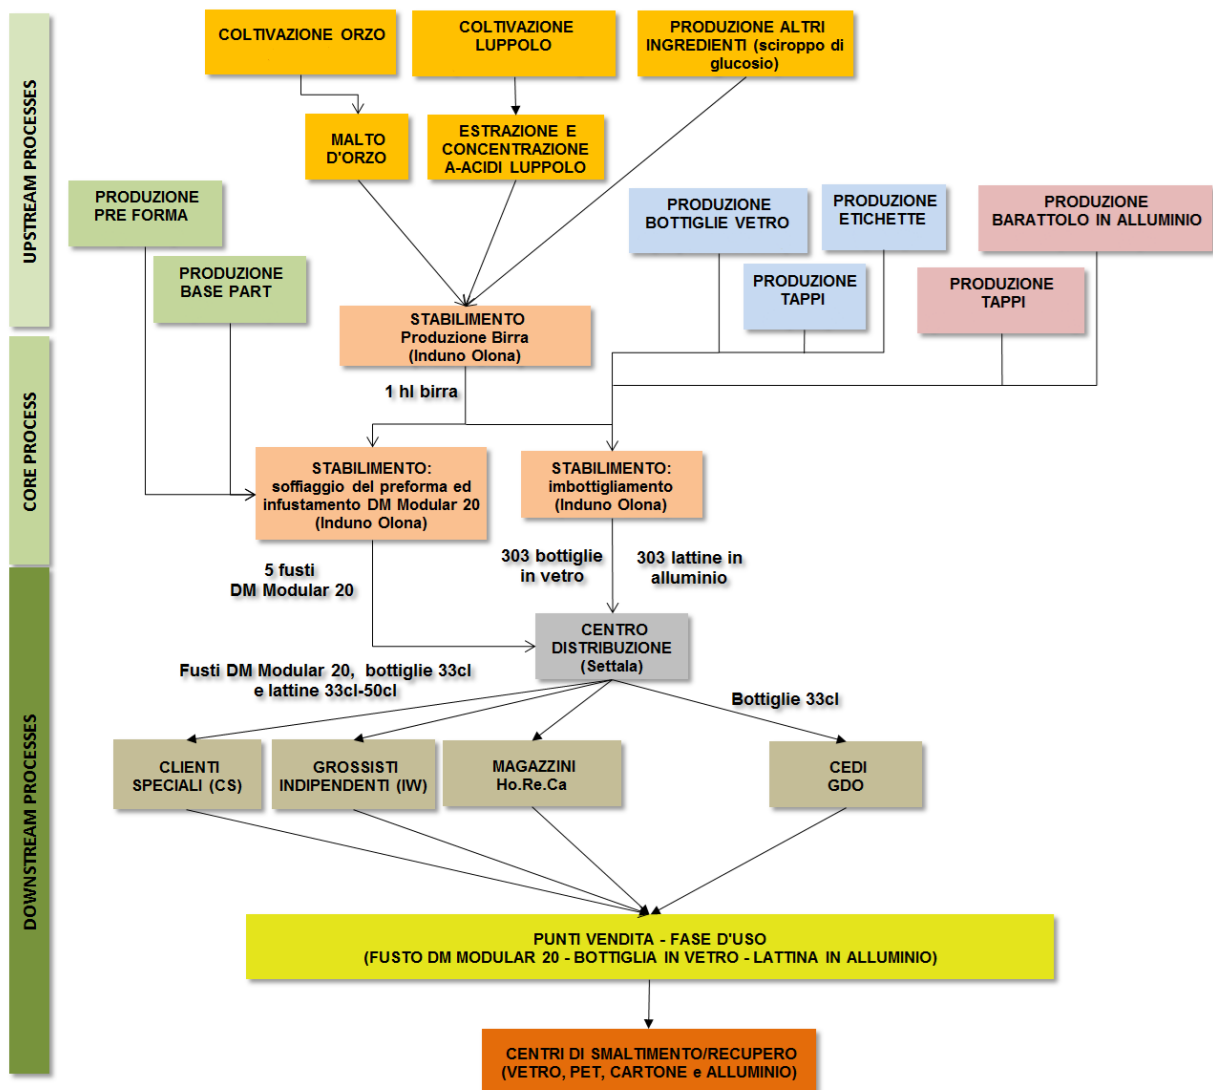 UPSTREAM PROCESSES
COLTIVAZIONE ORZO
COLTIVAZIONE
LUPPOLO
PRODUZIONE ALTRI
INGREDIENTI (sciroppo di
glucosio)
MALTO
D'ORZO
ESTRAZIONE E
CONCENTRAZIONE
A-ACIDI LUPPOLO
PRODUZIONE
PRE FORMA
PRODUZIONE
BASE PART
PRODUZIONE
BOTTIGLIE VETRO
PRODUZIONE
ETICHETTE
PRODUZIONE
BARATTOLO IN ALLUMINIO
PRODUZIONE
TAPPI
PRODUZIONE
TAPPI
STABILIMENTO
Produzione Birra
(Induno Olona)
CORE PROCESS
1 hl birra
STABILIMENTO:
soffiaggio del preforma ed
infustamento DM Modular 20
(Induno Olona)
STABILIMENTO:
imbottigliamento
(Induno Olona)
DOWNSTREAM PROCESSES
5 fusti
DM Modular 20
303 bottiglie
in vetro
303 lattine in
alluminio
CENTRO
DISTRIBUZIONE
(Settala)
Fusti DM Modular 20, bottiglie 33cl
e lattine 33cl-50cl
Bottiglie 33cl
CLIENTI
SPECIALI (CS)
GROSSISTI
INDIPENDENTI (IW)
MAGAZZINI
Ho.Re.Ca
CEDI
GDO
PUNTI VENDITA - FASE D'USO
(FUSTO DM MODULAR 20 - BOTTIGLIA IN VETRO - LATTINA IN ALLUMINIO)
CENTRI DI SMALTIMENTO/RECUPERO
(VETRO, PET, CARTONE e ALLUMINIO)